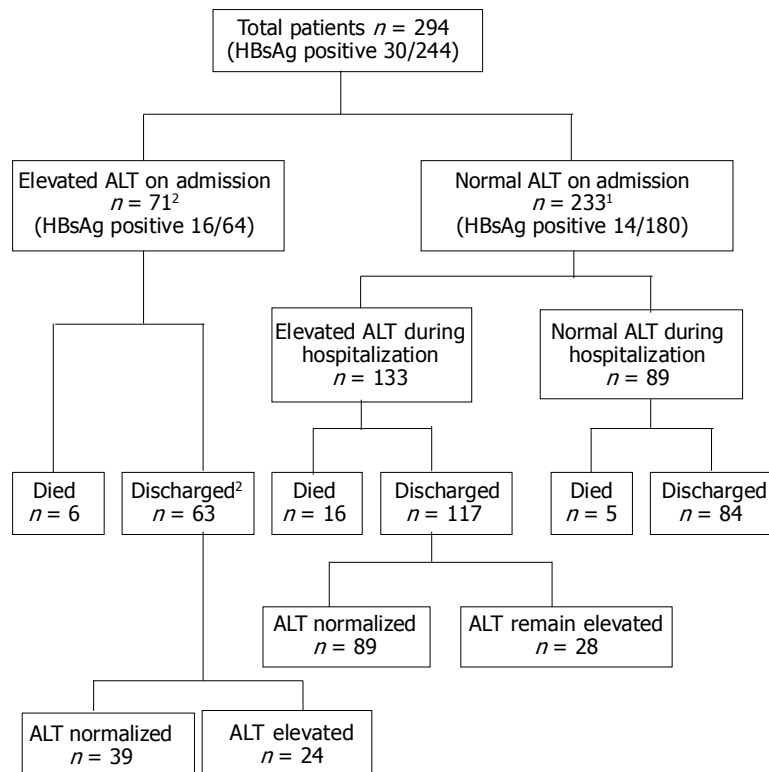 Total patients n = 294
(HBsAg positive 30/244)
Elevated ALT on admission
n = 71²
(HBsAg positive 16/64)
Normal ALT on admission
n = 233¹
(HBsAg positive 14/180)
Elevated ALT during
hospitalization
n = 133
Normal ALT during
hospitalization
n = 89
Died
n = 6
Discharged²
n = 63
Died
n = 16
Discharged
n = 117
Died
n = 5
Discharged
n = 84
ALT normalized
n = 89
ALT remain elevated
n = 28
ALT normalized
n = 39
ALT elevated
n = 24